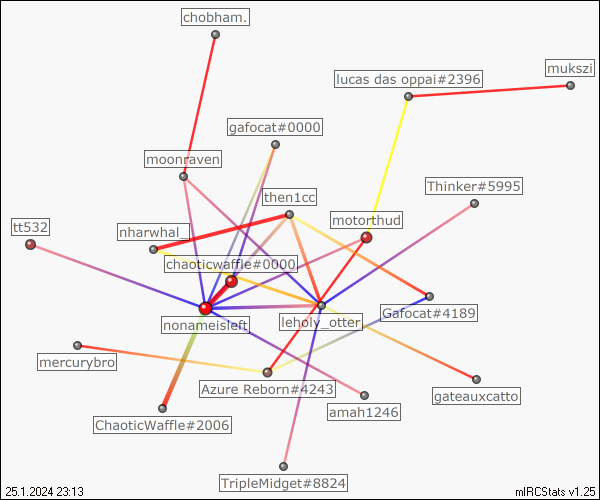 chobham.
mukszi
lucas das oppai#2396
gafocat#0000
moonraven
Thinker#5995
then1cc
motorthud
tt532
nharwhal_
chaoticwaffle#0000
Gafocat#4189
nonameisleft
leholy_otter
mercurybro
Azure Reborn#4243
gateauxcatto
amah1246
ChaoticWaffle#2006
TripleMidget#8824
25.1.2024 23:13
mIRCStats v1.25